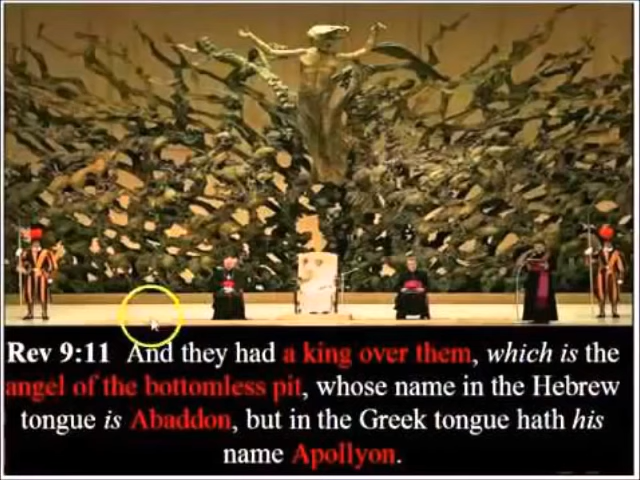 Rev 9:11 And they had a king over them, which is the
angel of the bottomless pit, whose name in the Hebrew
tongue is Abaddon, but in the Greek tongue hath his
name Apollyon.